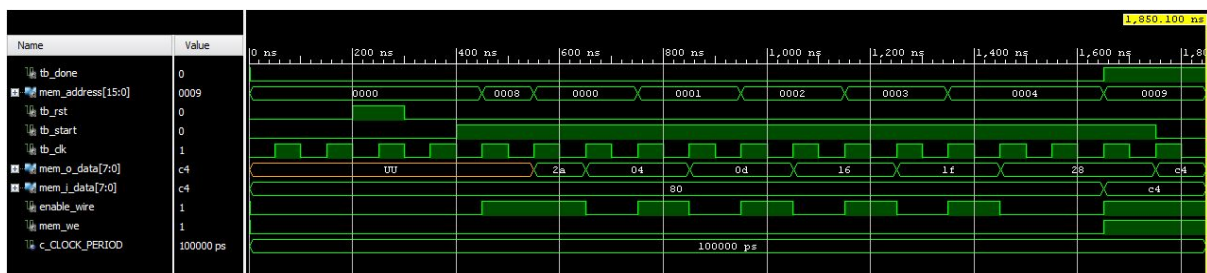 1,850.100 ns
Name Value 0 ns 200 ns 400 ns 600 ns 800 ns 1,000 ns 1,200 ns 1,400 ns 1,600 ns 1,80
tb_done 0
mem_address[15:0] 0009 0000 0008 0000 0001 0002 0003 0004 0009
tb_rst 0
tb_start 0
tb_clk 1
mem_o_data[7:0] c4 UU 2a 04 0d 16 1f 28 c4
mem_i_data[7:0] c4 80 c4
enable_wire 1
mem_we 1
c_CLOCK_PERIOD 100000 ps 100000 ps